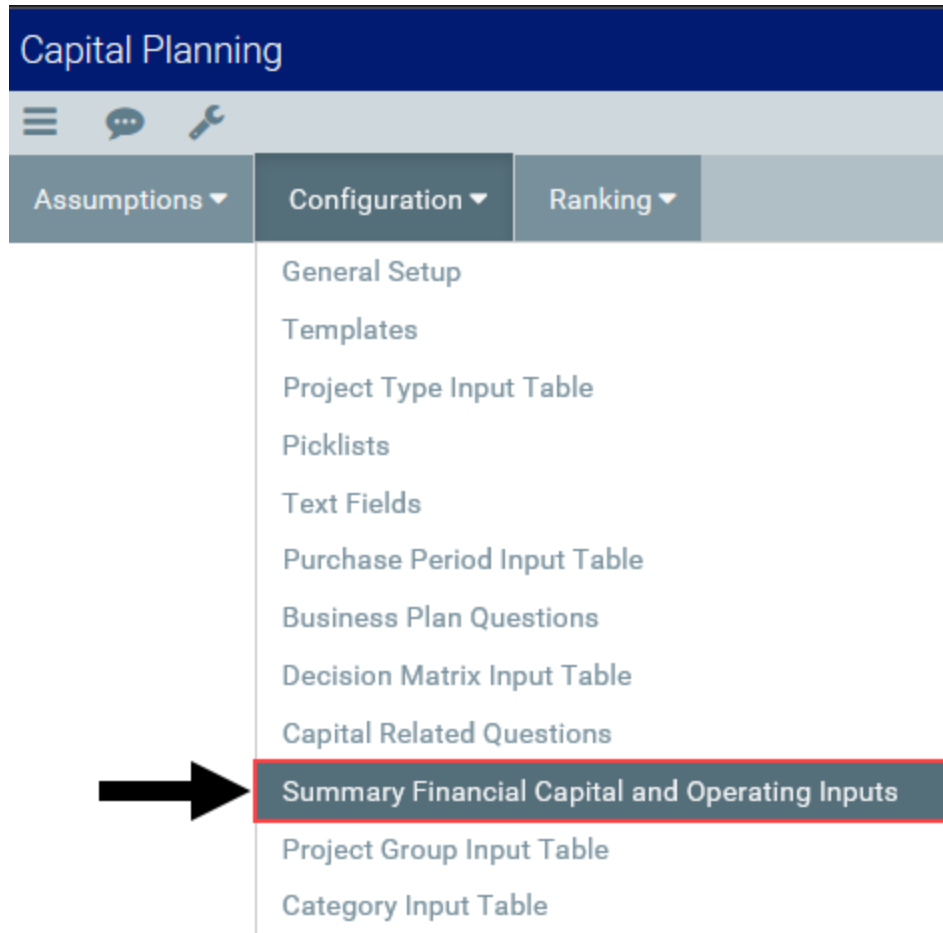 Capital Planning
Assumptions Configuration Ranking
General Setup
Templates
Project Type Input Table
Picklists
Text Fields
Purchase Period Input Table
Business Plan Questions
Decision Matrix Input Table
Capital Related Questions
Summary Financial Capital and Operating Inputs
Project Group Input Table
Category Input Table